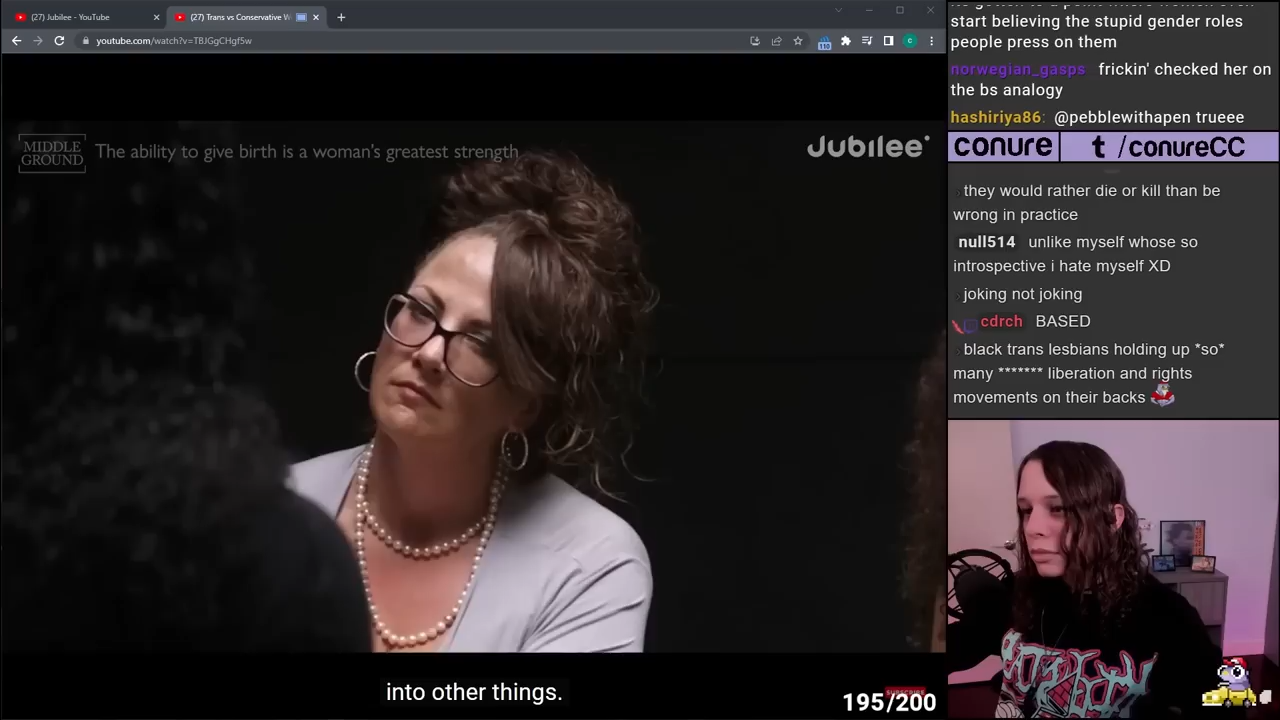 (27) Jubilee - YouTube
(27) Trans vs Conservative W
youtube.com/watch?v=TBJGgCHgf5w
MIDDLE
GROUND
The ability to give birth is a woman's greatest strength
Jubilee
into other things.
195/200
start believing the stupid gender roles
people press on them
norwegian_gasps frickin' checked her on
the bs analogy
hashiriya86: @pebblewithapen trueee
conure
t /conureCC
they would rather die or kill than be
wrong in practice
null514 unlike myself whose so
introspective i hate myself XD
joking not joking
cdrch BASED
black trans lesbians holding up *so*
many ******* liberation and rights
movements on their backs